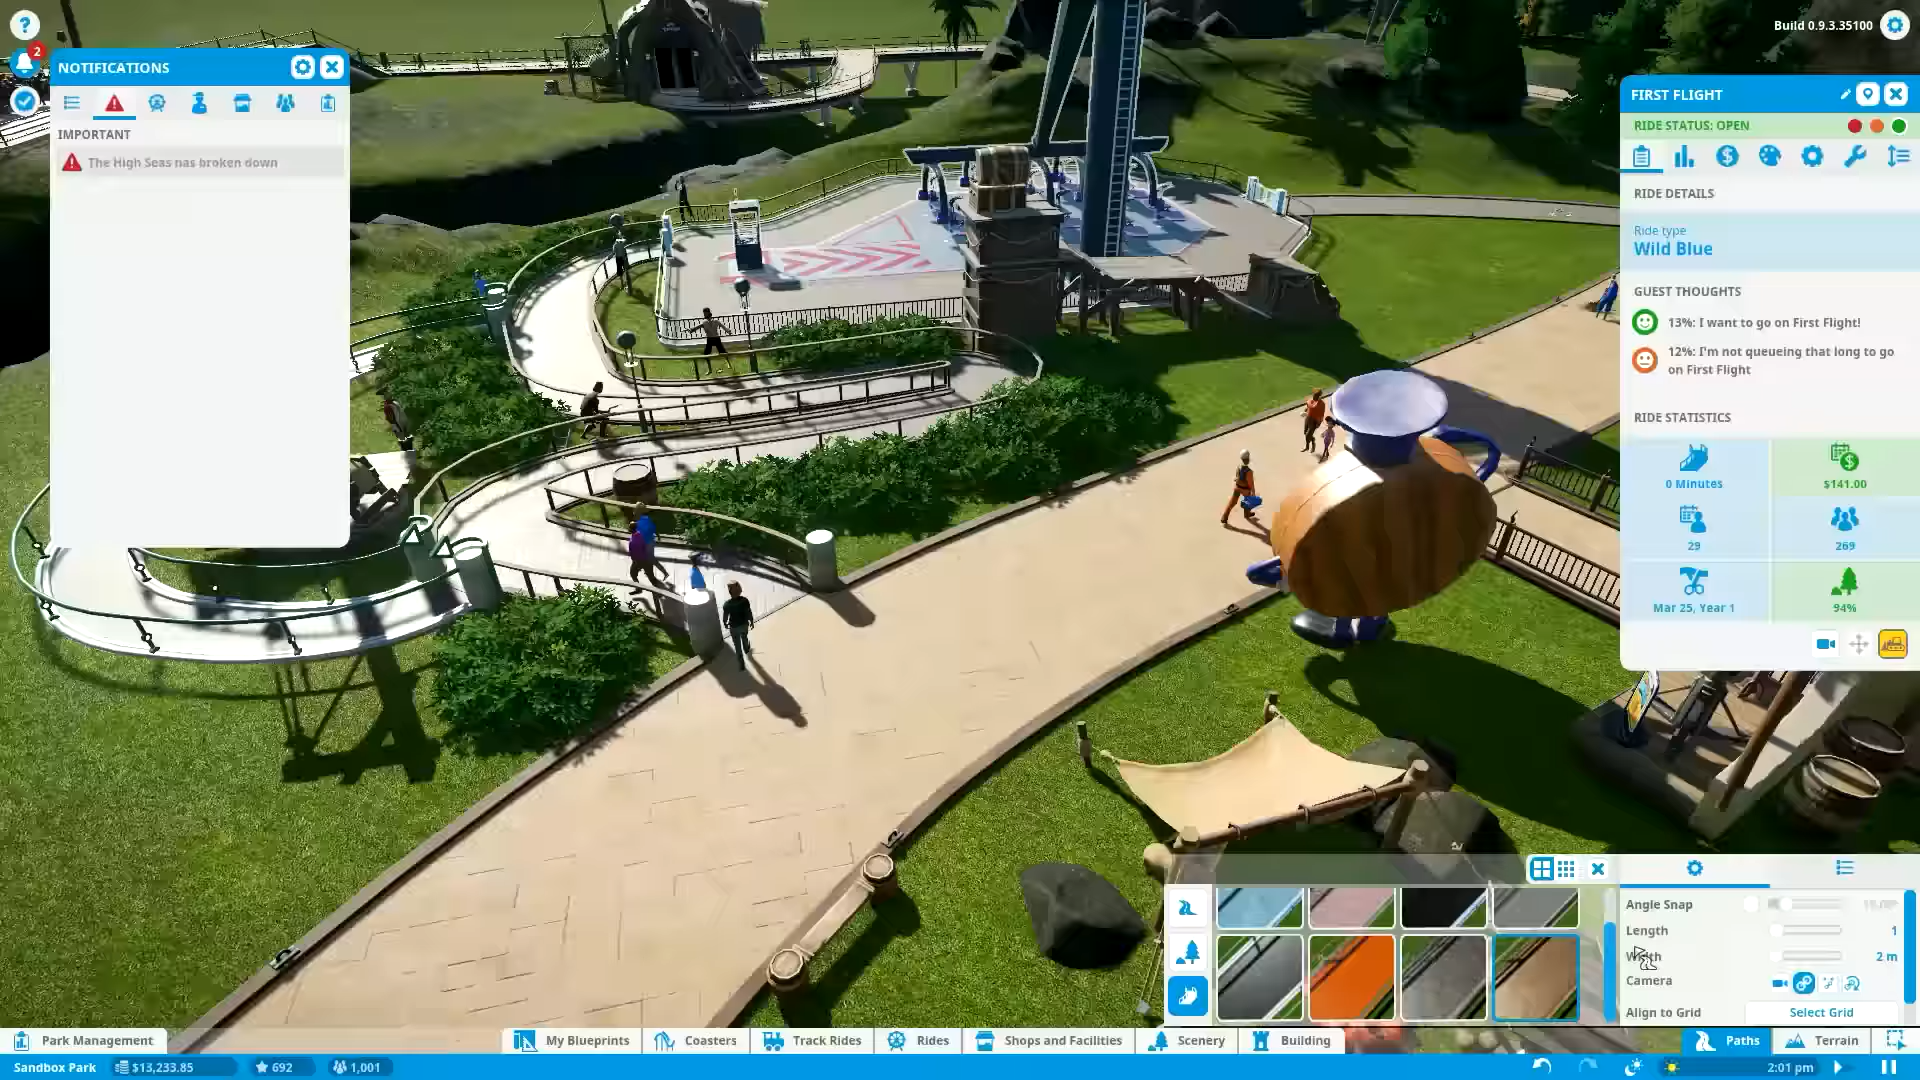 ?
Build 0.9.3.35100
2
NOTIFICATIONS
IMPORTANT
The High Seas has broken down
FIRST FLIGHT
RIDE STATUS: OPEN
RIDE DETAILS
Ride type
Wild Blue
GUEST THOUGHTS
13%: I want to go on First Flight!
12%: I'm not queueing that long to go
on First Flight
RIDE STATISTICS
0 Minutes
$141.00
29
269
Mar 25, Year 1
94%
Angle Snap
Length 1
Width 2 m
Camera
Align to Grid Select Grid
Park Management My Blueprints Coasters Track Rides Rides Shops and Facilities Scenery Building Paths Terrain
Sandbox Park $13,233.85 692 1,001 2:01 pm